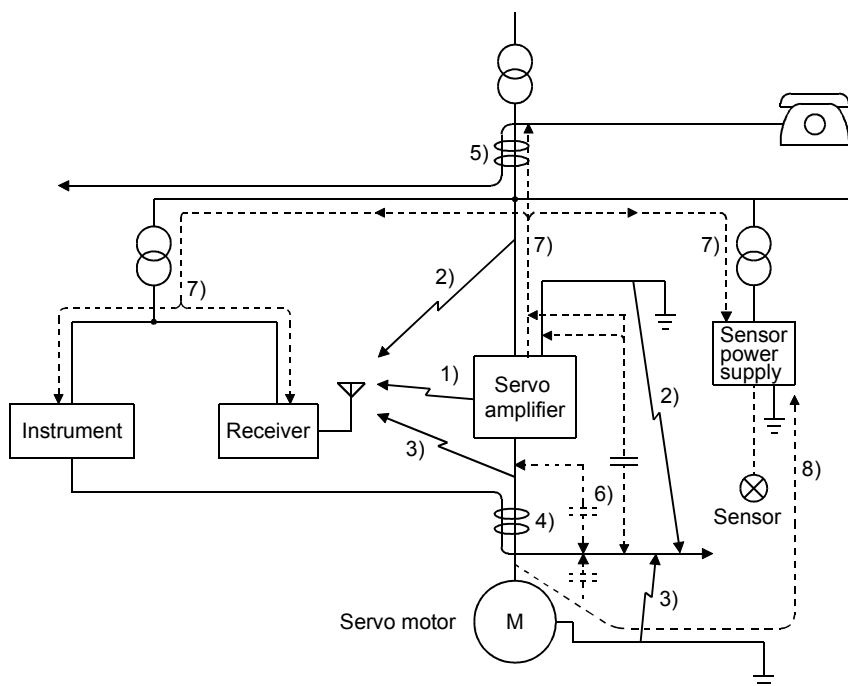 5)
7)
7)
2)
7)
Sensor
power
supply
1)
Servo
amplifier
2)
Instrument
Receiver
3)
8)
6)
4)
Sensor
3)
Servo motor
M